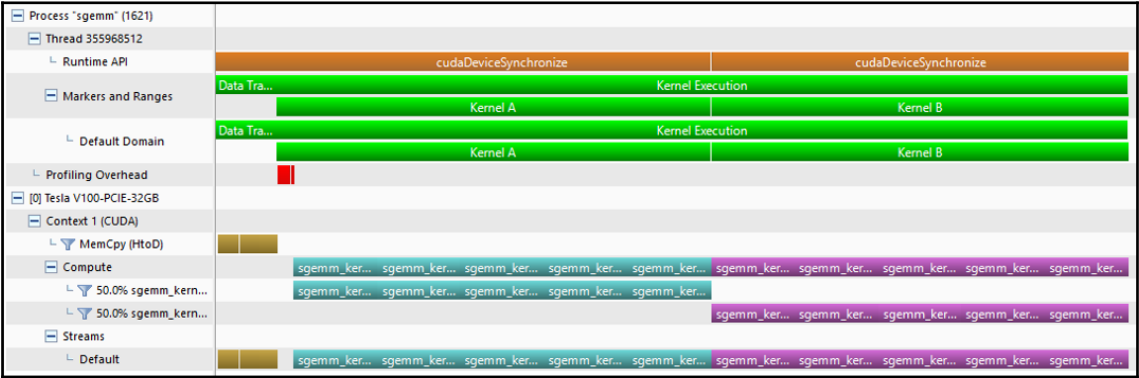 Process "sgemm" (1621)
Thread 355968512
Runtime API
cudaDeviceSynchronize cudaDeviceSynchronize
Markers and Ranges
Data Tra... Kernel Execution
Kernel A Kernel B
Default Domain
Data Tra... Kernel Execution
Kernel A Kernel B
Profiling Overhead
[0] Tesla V100-PCIE-32GB
Context 1 (CUDA)
MemCpy (HtoD)
Compute
sgemm_ker... sgemm_ker... sgemm_ker... sgemm_ker... sgemm_ker... sgemm_ker... sgemm_ker... sgemm_ker... sgemm_ker... sgemm_ker...
50.0% sgemm_kern...
sgemm_ker... sgemm_ker... sgemm_ker... sgemm_ker... sgemm_ker...
50.0% sgemm_kern...
sgemm_ker... sgemm_ker... sgemm_ker... sgemm_ker... sgemm_ker...
Streams
Default
sgemm_ker... sgemm_ker... sgemm_ker... sgemm_ker... sgemm_ker... sgemm_ker... sgemm_ker... sgemm_ker... sgemm_ker... sgemm_ker...